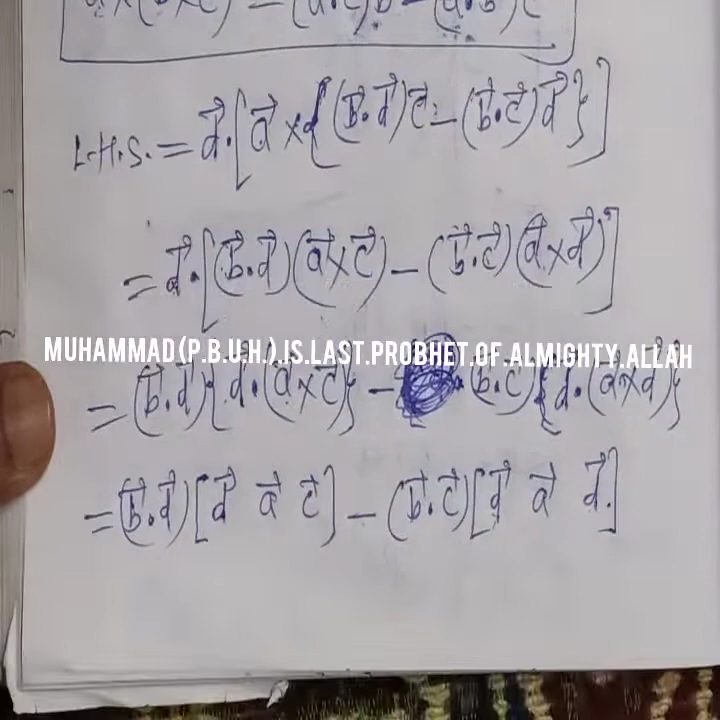 a⃗×(b⃗×c⃗) = (a⃗.c⃗)b⃗ - (a⃗.b⃗)c⃗
L.H.S. = d⃗.[a⃗×{(b⃗.d⃗)c⃗ - (b⃗.c⃗)d⃗}]
= d⃗.[(b⃗.d⃗)(a⃗×c⃗) - (b⃗.c⃗)(a⃗×d⃗)]
MUHAMMAD(P.B.U.H.).IS.LAST.PROBHET.OF.ALMIGHTY.ALLAH
= (b⃗.d⃗){d⃗.(a⃗×c⃗)} - (b⃗.c⃗){d⃗.(a⃗×d⃗)}
= (b⃗.d⃗)[d⃗ a⃗ c⃗] - (b⃗.c⃗)[d⃗ a⃗ d⃗]